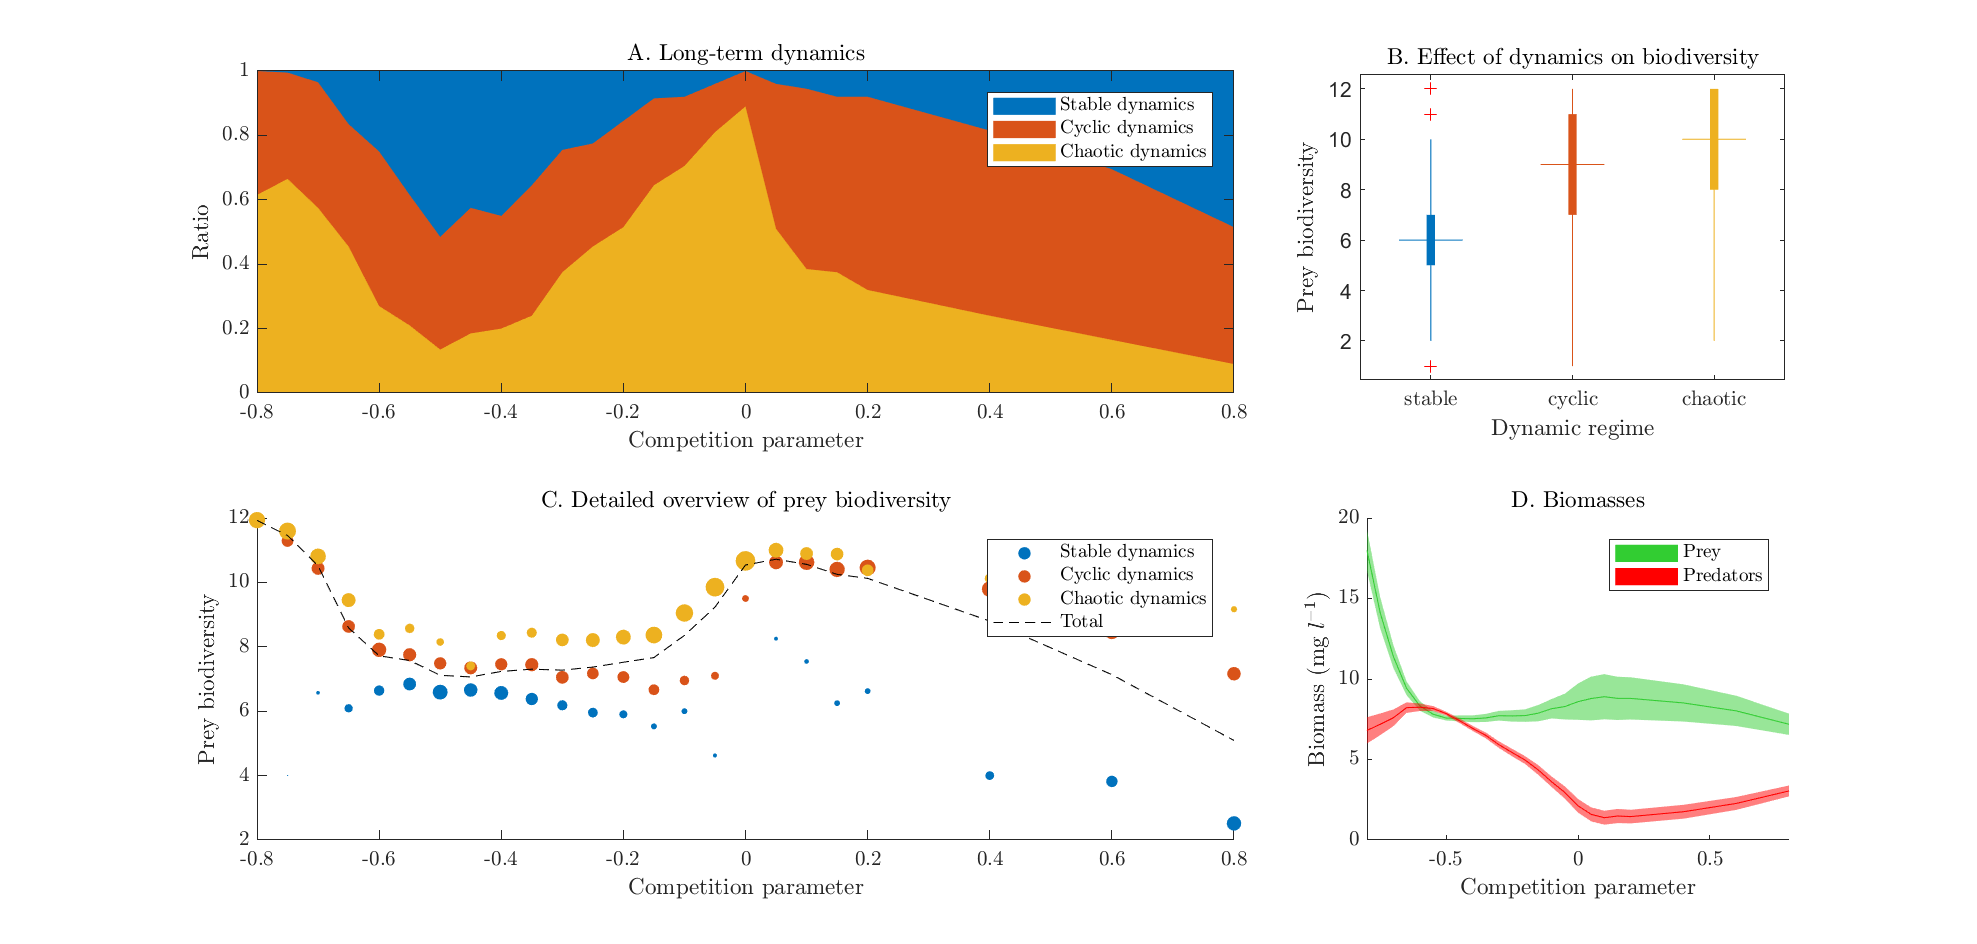 A. Long-term dynamics
1
0.8
0.6
0.4
0.2
0
Ratio
-0.8 -0.6 -0.4 -0.2 0 0.2 0.4 0.6 0.8
Competition parameter
Stable dynamics
Cyclic dynamics
Chaotic dynamics
B. Effect of dynamics on biodiversity
12
10
8
6
4
2
Prey biodiversity
stable cyclic chaotic
Dynamic regime
C. Detailed overview of prey biodiversity
12
10
8
6
4
2
Prey biodiversity
-0.8 -0.6 -0.4 -0.2 0 0.2 0.4 0.6 0.8
Competition parameter
Stable dynamics
Cyclic dynamics
Chaotic dynamics
Total
D. Biomasses
20
15
10
5
0
Biomass (mg l⁻¹)
-0.5 0 0.5
Competition parameter
Prey
Predators